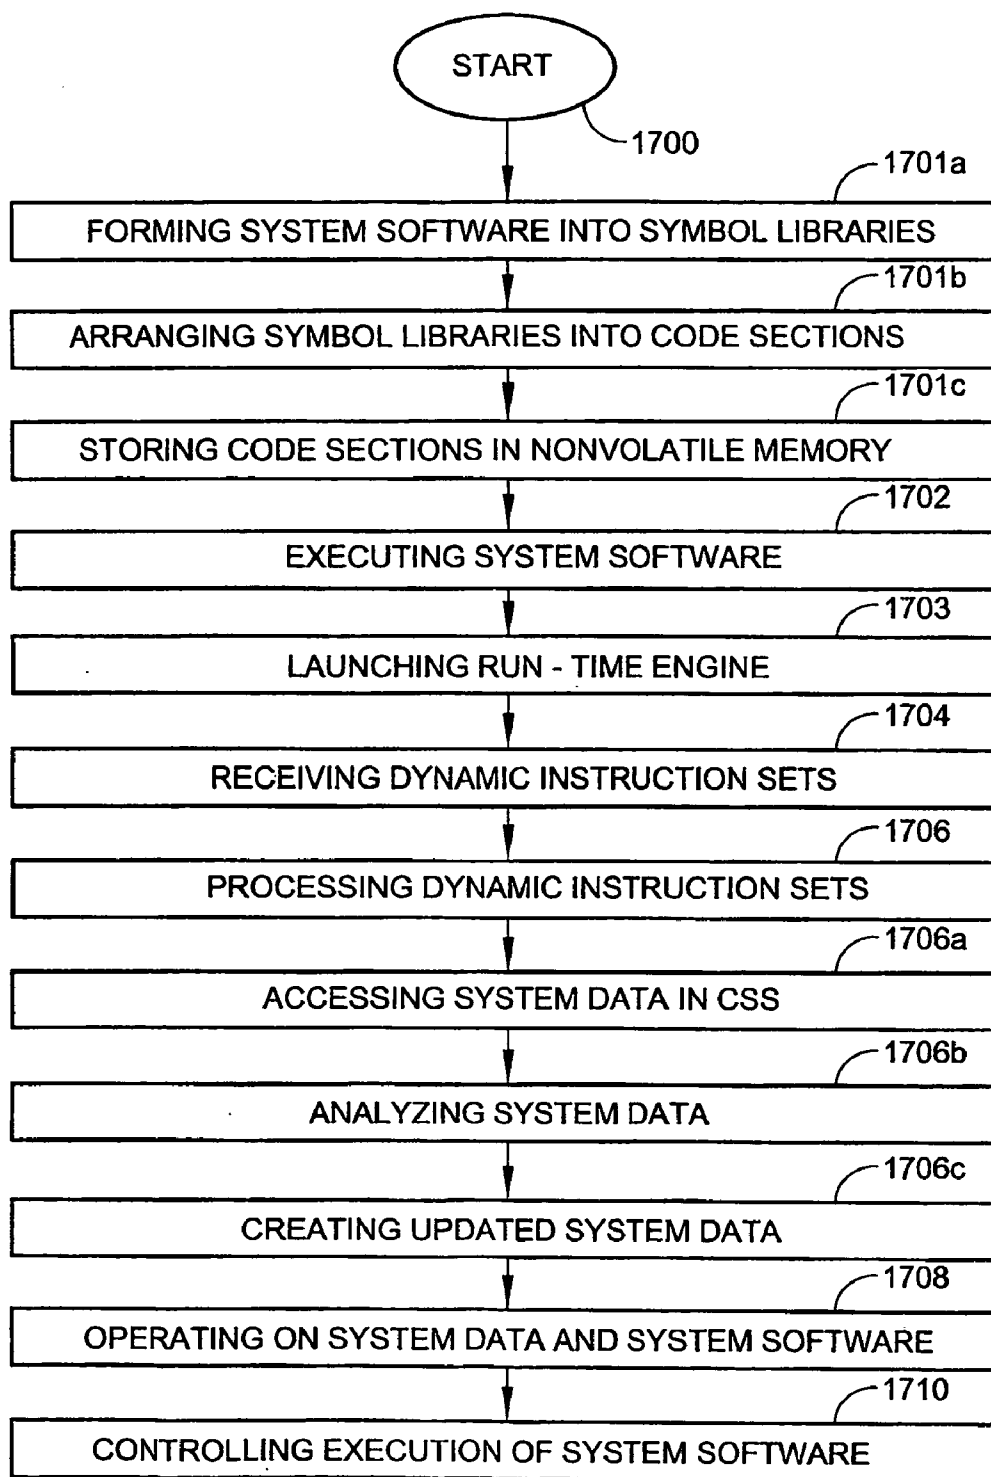 START
1700
1701a
FORMING SYSTEM SOFTWARE INTO SYMBOL LIBRARIES
1701b
ARRANGING SYMBOL LIBRARIES INTO CODE SECTIONS
1701c
STORING CODE SECTIONS IN NONVOLATILE MEMORY
1702
EXECUTING SYSTEM SOFTWARE
1703
LAUNCHING RUN - TIME ENGINE
1704
RECEIVING DYNAMIC INSTRUCTION SETS
1706
PROCESSING DYNAMIC INSTRUCTION SETS
1706a
ACCESSING SYSTEM DATA IN CSS
1706b
ANALYZING SYSTEM DATA
1706c
CREATING UPDATED SYSTEM DATA
1708
OPERATING ON SYSTEM DATA AND SYSTEM SOFTWARE
1710
CONTROLLING EXECUTION OF SYSTEM SOFTWARE